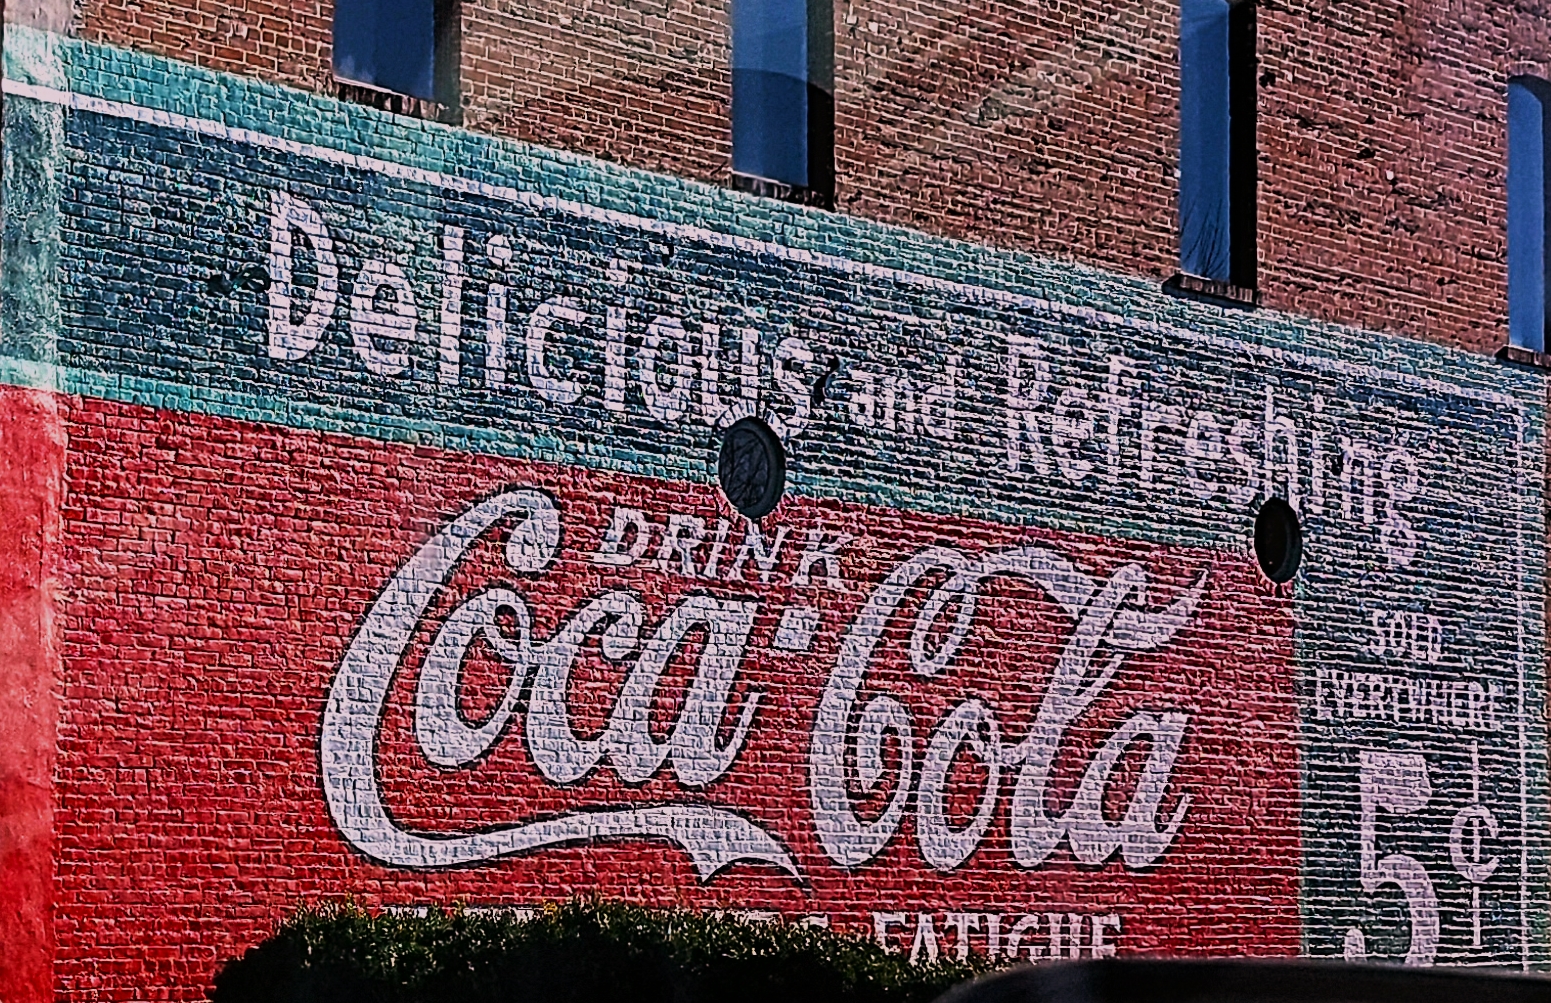 Delicious and Refreshing
DRINK
Coca-Cola
FATIGUE
SOLD
EVERYWHERE
5¢